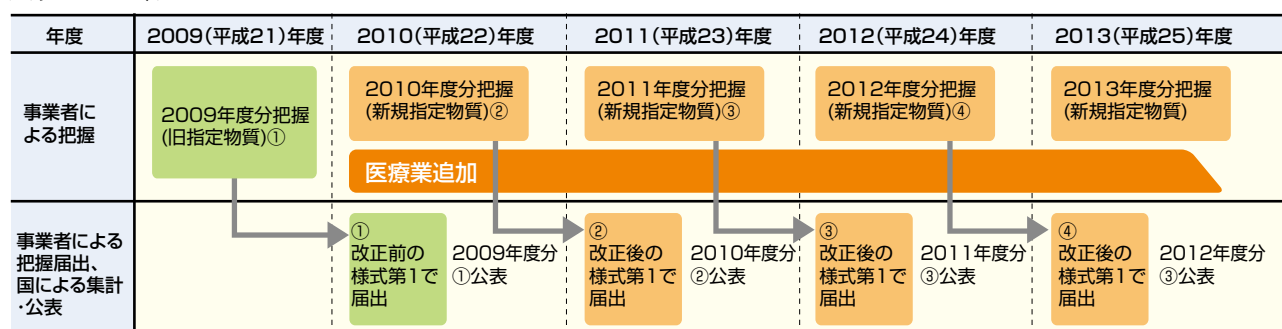 年度
2009(平成21)年度
2010(平成22)年度
2011(平成23)年度
2012(平成24)年度
2013(平成25)年度
事業者に
よる把握
2009年度分把握
(旧指定物質)①
2010年度分把握
(新規指定物質)②
2011年度分把握
(新規指定物質)③
2012年度分把握
(新規指定物質)④
2013年度分把握
(新規指定物質)
医療業追加
事業者による
把握届出、
国による集計
・公表
①
改正前の
様式第1で
届出
2009年度分
①公表
②
改正後の
様式第1で
届出
2010年度分
②公表
③
改正後の
様式第1で
届出
2011年度分
③公表
④
改正後の
様式第1で
届出
2012年度分
③公表